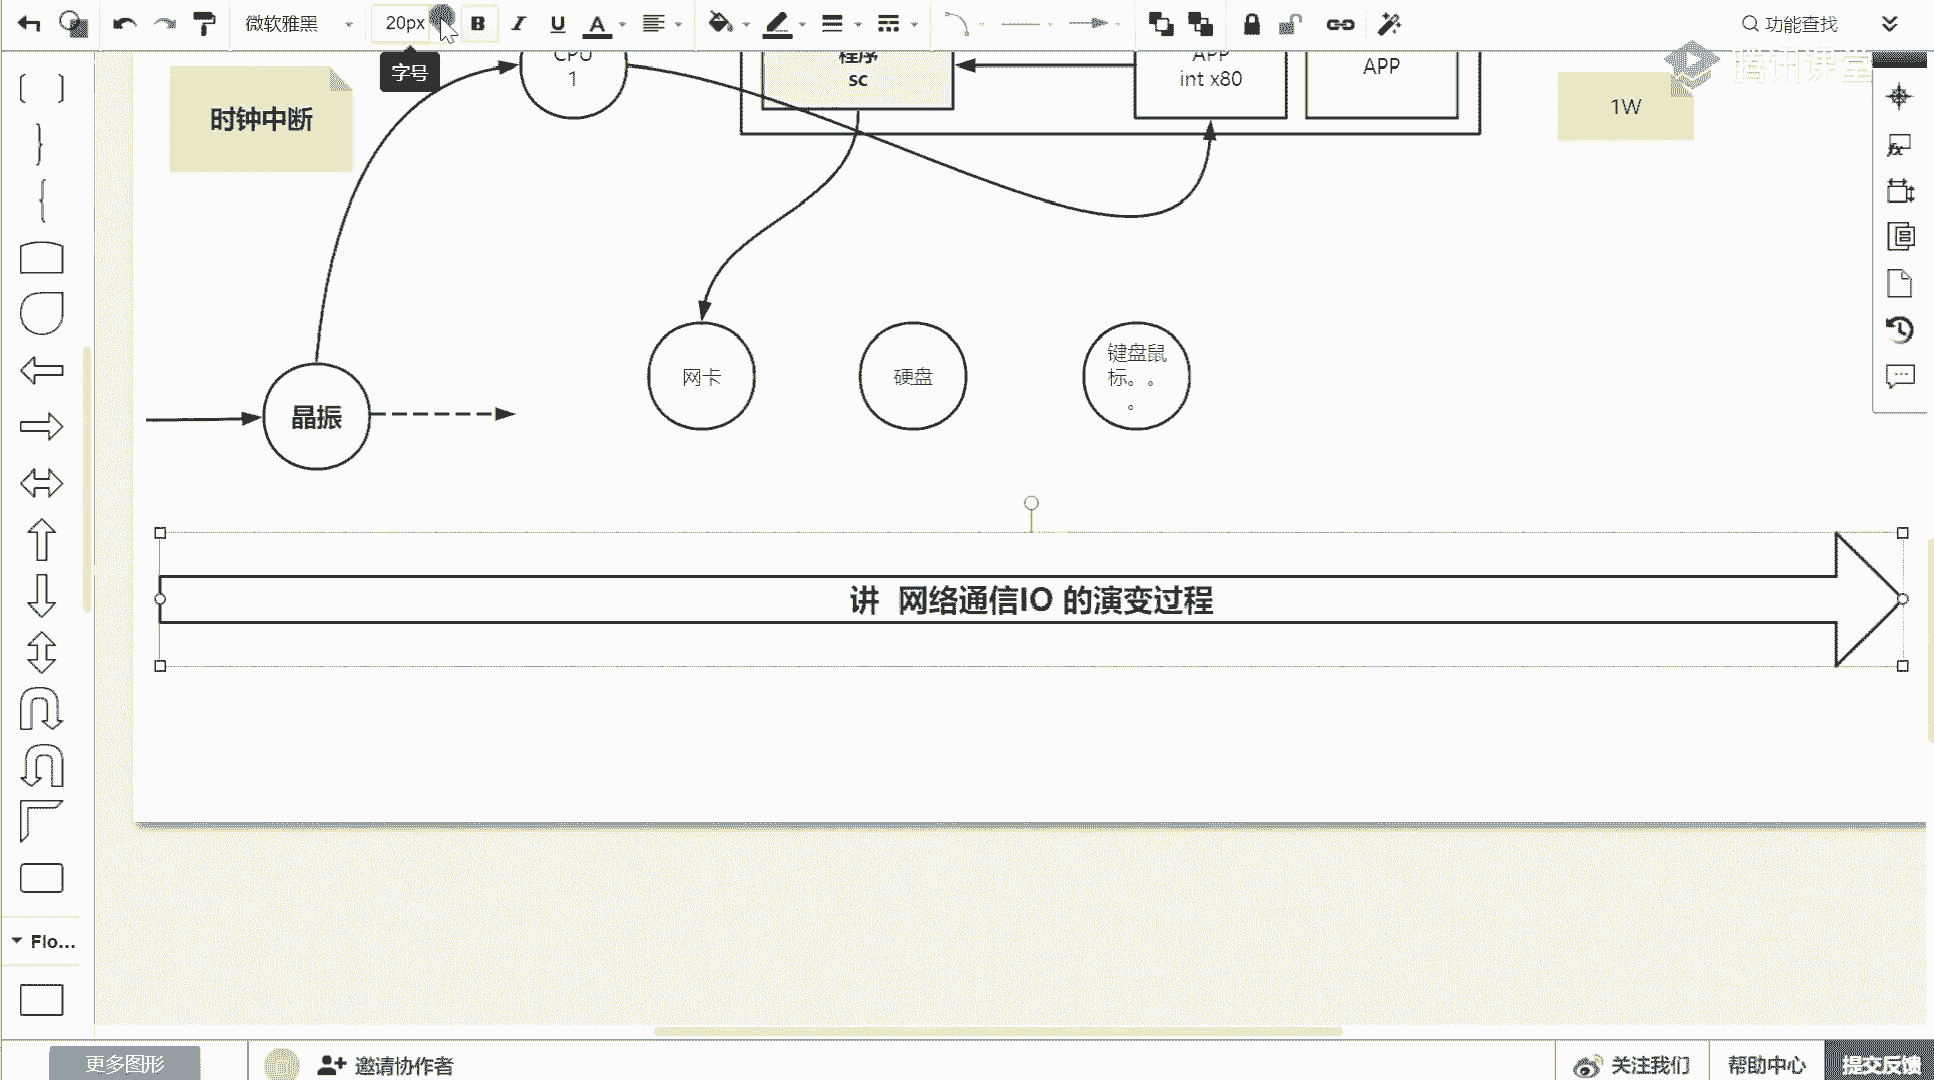 微软雅黑
20px
B
I
U
A
功能查找
字号
腾讯课堂
时钟中断
CPU
1
程序
sc
APP
int x80
APP
1W
晶振
网卡
硬盘
键盘鼠
标。。
。
讲  网络通信IO 的演变过程
Flo...
更多图形
邀请协作者
关注我们
帮助中心
提交反馈